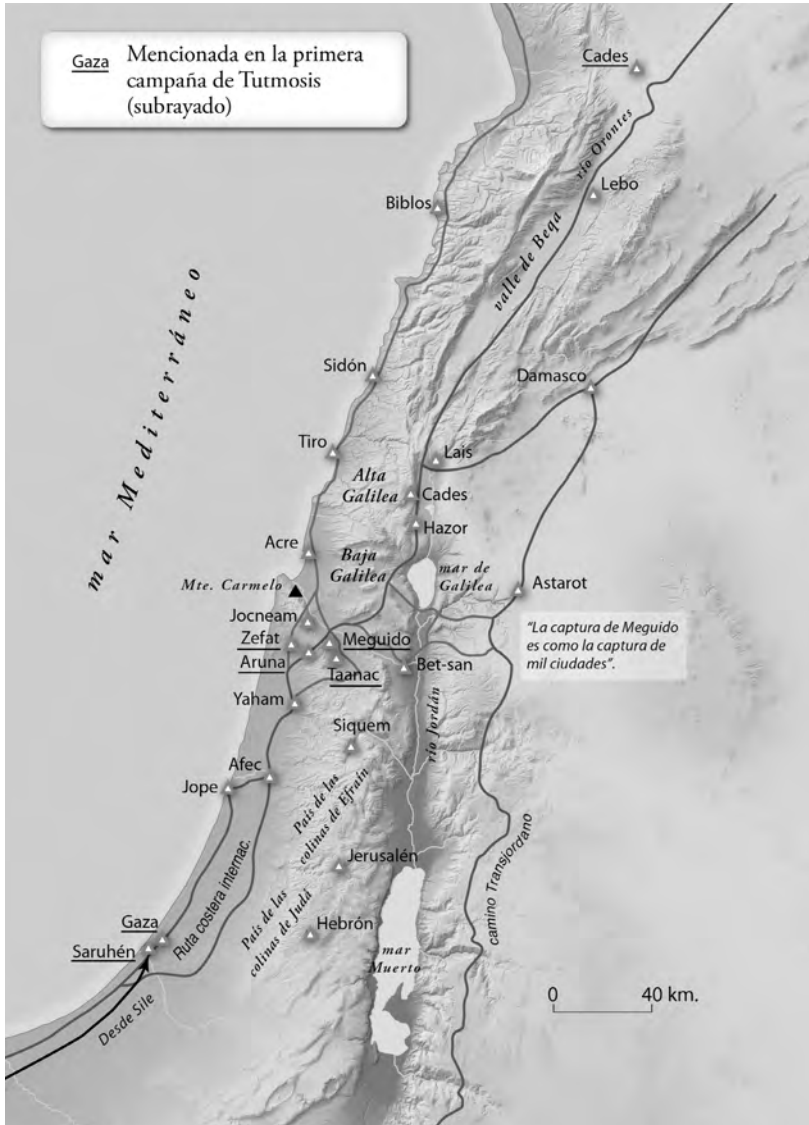 Gaza
Mencionada en la primera
campaña de Tutmosis
(subrayado)
Cades
río Orontes
Lebo
Biblos
valle de Beqa
mar Mediterráneo
Sidón
Damasco
Tiro
Lais
Alta
Galilea
Cades
Hazor
Acre
Baja
Galilea
mar de
Galilea
Mte. Carmelo
Astarot
Jocneam
"La captura de Meguido
es como la captura de
mil ciudades".
Zefat
Meguido
Aruna
Taanac
Bet-san
Yaham
río Jordán
Siquem
Afec
Jope
País de las
colinas de Efraín
camino Transjordano
Jerusalén
Ruta costera internac.
País de las
colinas de Judá
Gaza
Hebrón
Saruhén
mar
Muerto
0 40 km.
Desde Sile